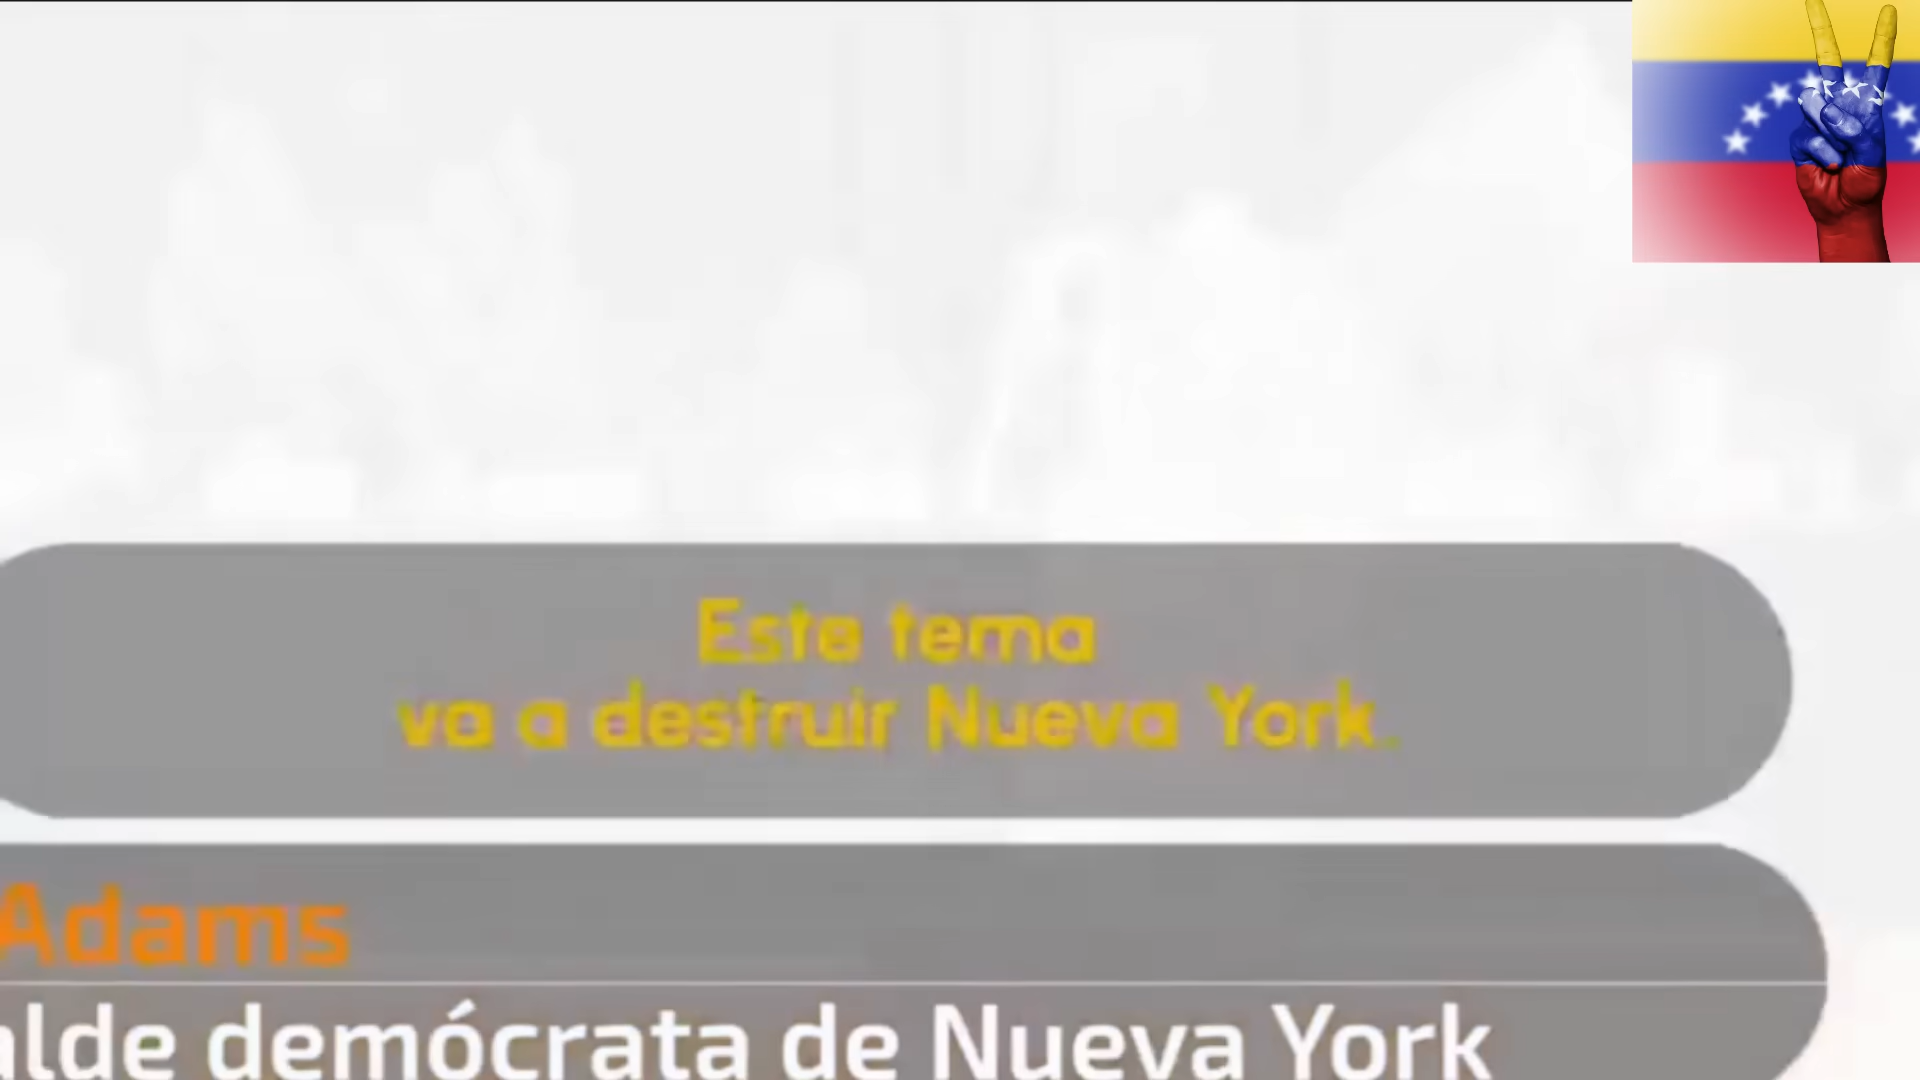 Este tema
va a destruir Nueva York.
Adams
alde demócrata de Nueva York